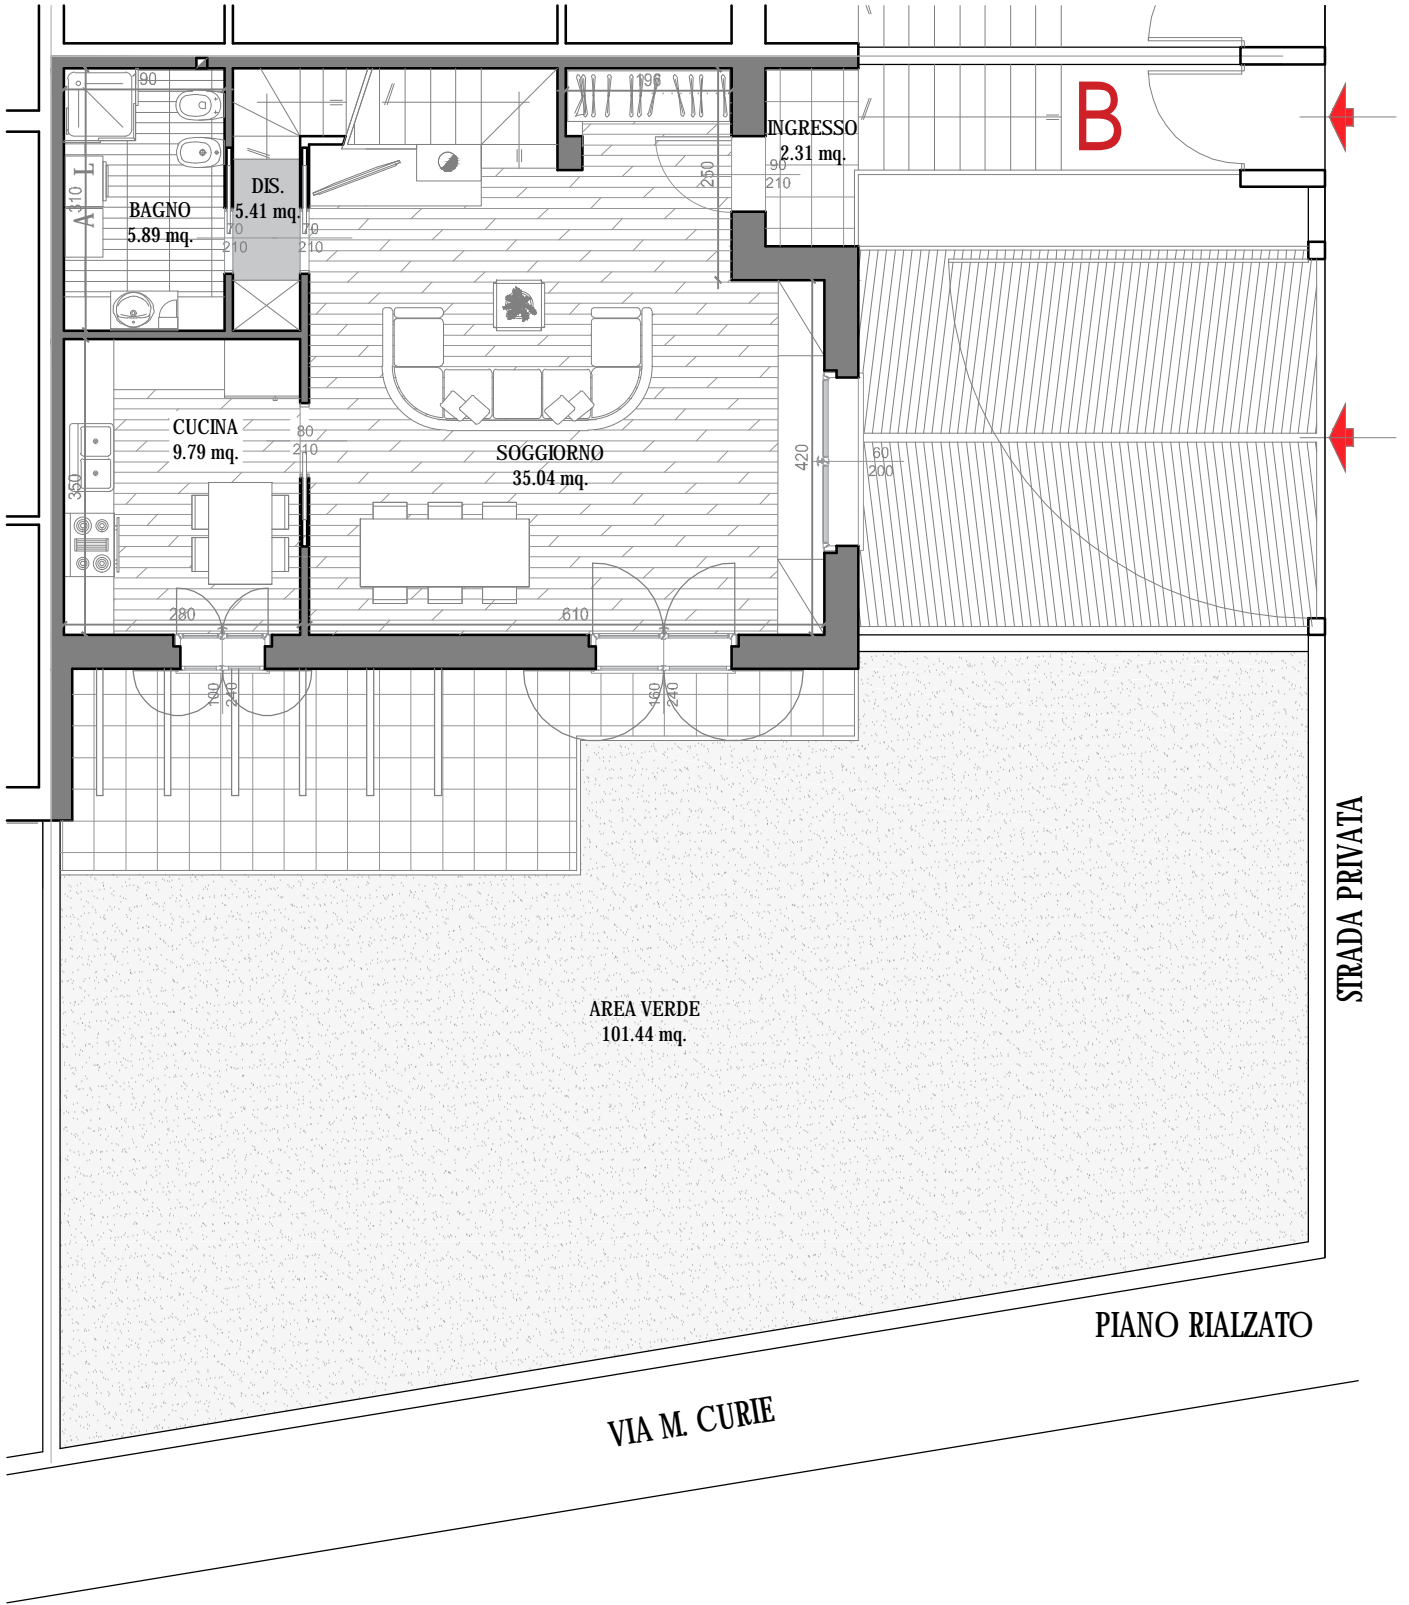 B
INGRESSO
2.31 mq.
90
210
250
196
90
310
L
A
BAGNO
5.89 mq.
DIS.
5.41 mq.
70
210
70
210
CUCINA
9.79 mq.
80
210
350
280
SOGGIORNO
35.04 mq.
420
60
200
610
100
240
160
240
AREA VERDE
101.44 mq.
STRADA PRIVATA
PIANO RIALZATO
VIA M. CURIE